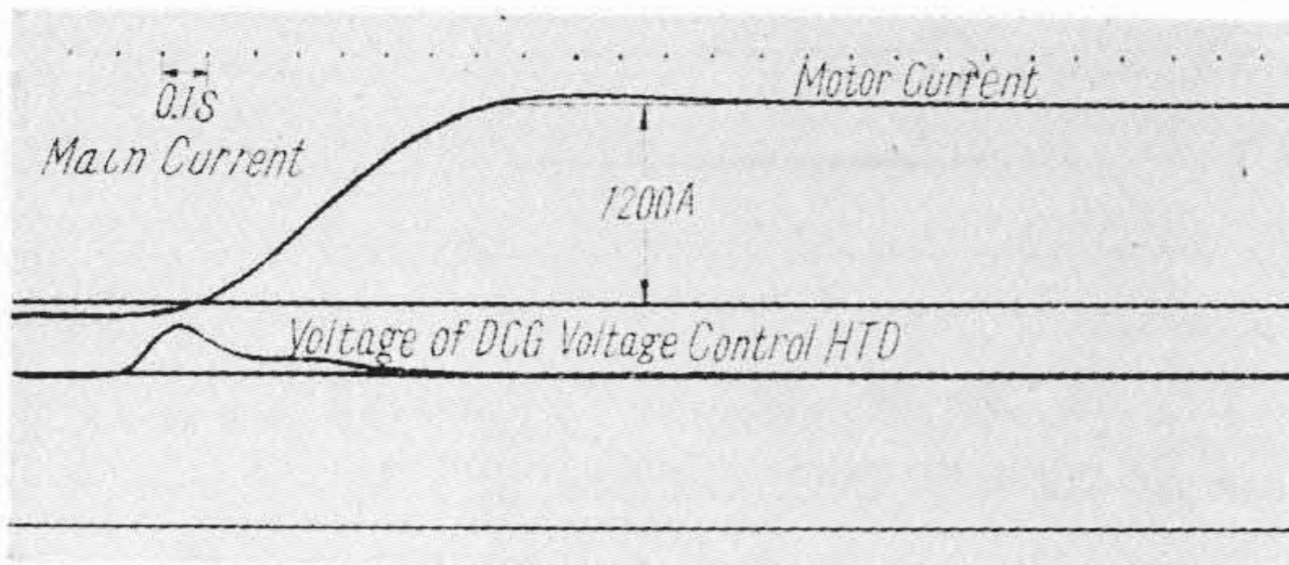 Motor Current
0.1S
Main Current
1200A
Voltage of DCG Voltage Control HTD